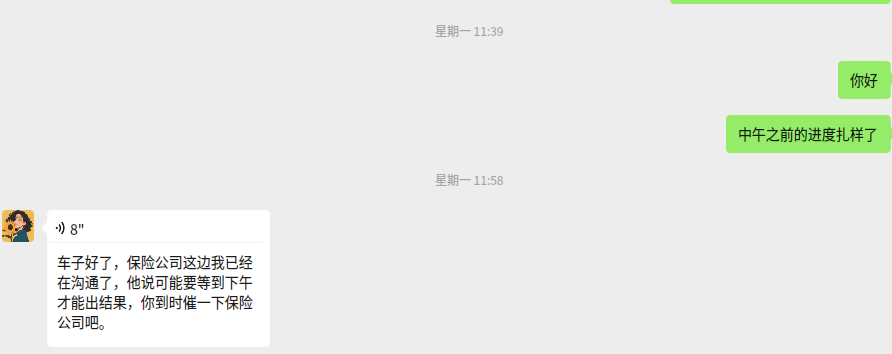 星期一 11:39
你好
中午之前的进度扎样了
星期一 11:58
8"
车子好了，保险公司这边我已经
在沟通了，他说可能要等到下午
才能出结果，你到时催一下保险
公司吧。